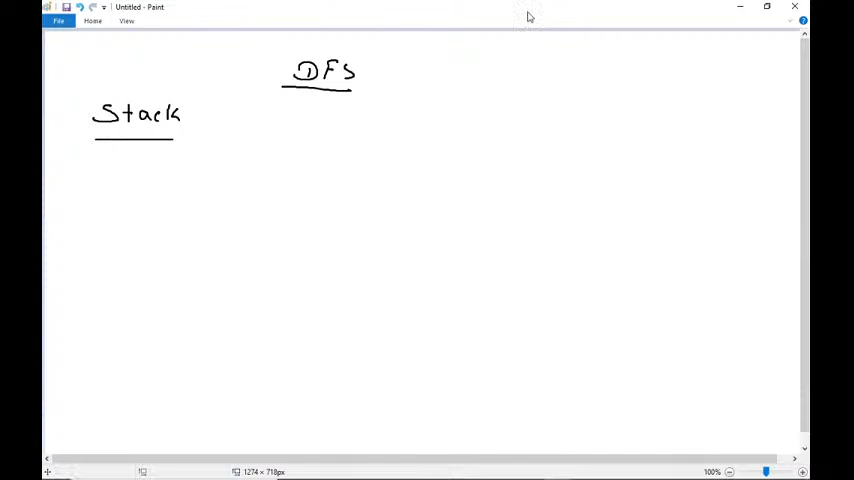 Untitled - Paint
File Home View
DFS
Stack
1274 × 718px 100%